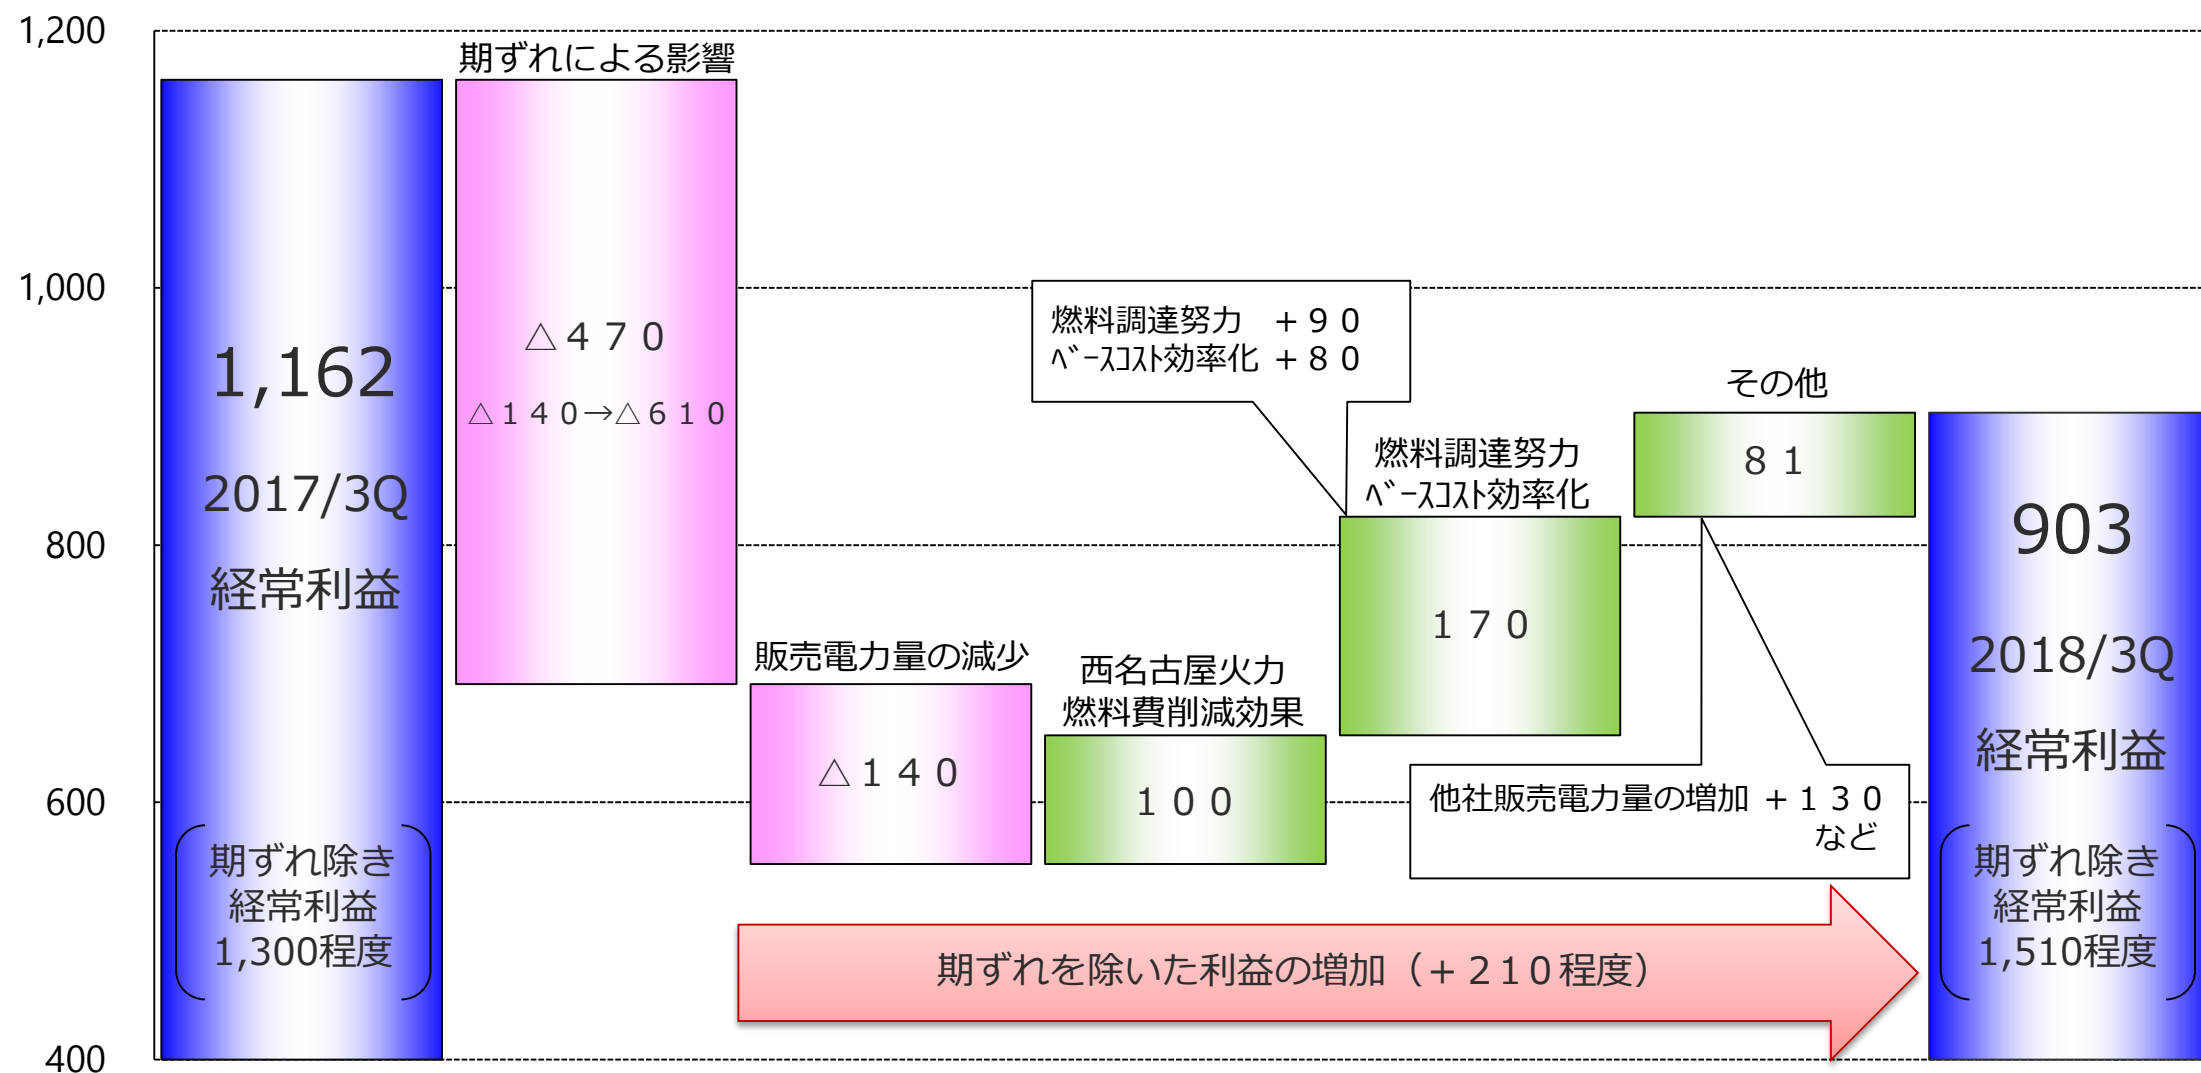 1,200
1,000
800
600
400
1,162
2017/3Q
経常利益
期ずれ除き
経常利益
1,300程度
期ずれによる影響
△４７０
△１４０→△６１０
販売電力量の減少
△１４０
西名古屋火力
燃料費削減効果
１００
燃料調達努力　＋９０
ﾍﾞｰｽｺｽﾄ効率化 ＋８０
燃料調達努力
ﾍﾞｰｽｺｽﾄ効率化
１７０
その他
８１
他社販売電力量の増加 ＋１３０
など
903
2018/3Q
経常利益
期ずれ除き
経常利益
1,510程度
期ずれを除いた利益の増加（＋２１０程度）